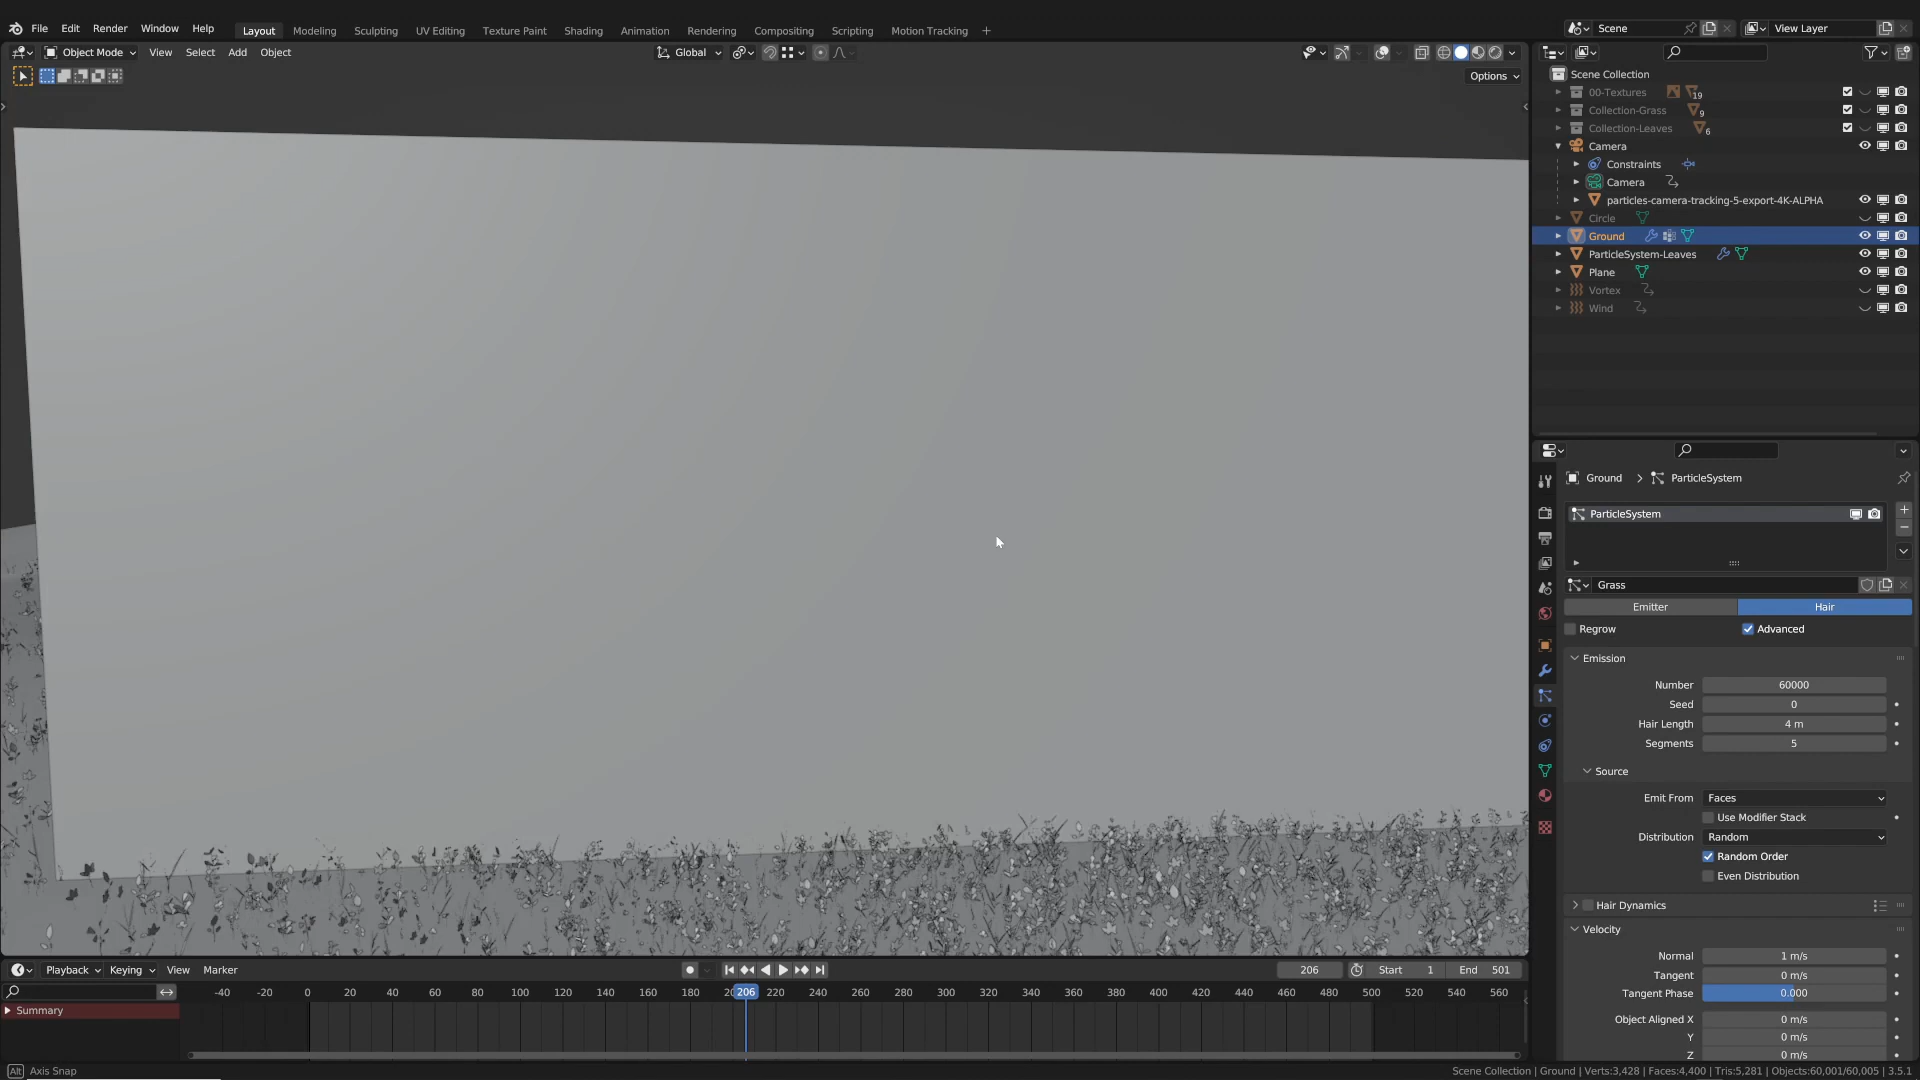 File Edit Render Window Help Layout Modeling Sculpting UV Editing Texture Paint Shading Animation Rendering Compositing Scripting Motion Tracking + Scene View Layer
Object Mode View Select Add Object Global
Options
Scene Collection
00-Textures 19
Collection-Grass 9
Collection-Leaves 6
Camera
Constraints
Camera
particles-camera-tracking-5-export-4K-ALPHA
Circle
Ground
ParticleSystem-Leaves
Plane
Vortex
Wind
Ground > ParticleSystem
ParticleSystem
Grass
Emitter Hair
Regrow Advanced
Emission
Number 60000
Seed 0
Hair Length 4 m
Segments 5
Source
Emit From Faces
Use Modifier Stack
Distribution Random
Random Order
Even Distribution
Hair Dynamics
Velocity
Normal 1 m/s
Tangent 0 m/s
Tangent Phase 0.000
Object Aligned X 0 m/s
Y 0 m/s
Z 0 m/s
Playback Keying View Marker 206 Start 1 End 501
-40 -20 0 20 40 60 80 100 120 140 160 180 206 220 240 260 280 300 320 340 360 380 400 420 440 460 480 500 520 540 560
Summary
Alt Axis Snap
Scene Collection | Ground | Verts:3,428 | Faces:4,400 | Tris:5,281 | Objects:60,001/60,005 | 3.5.1